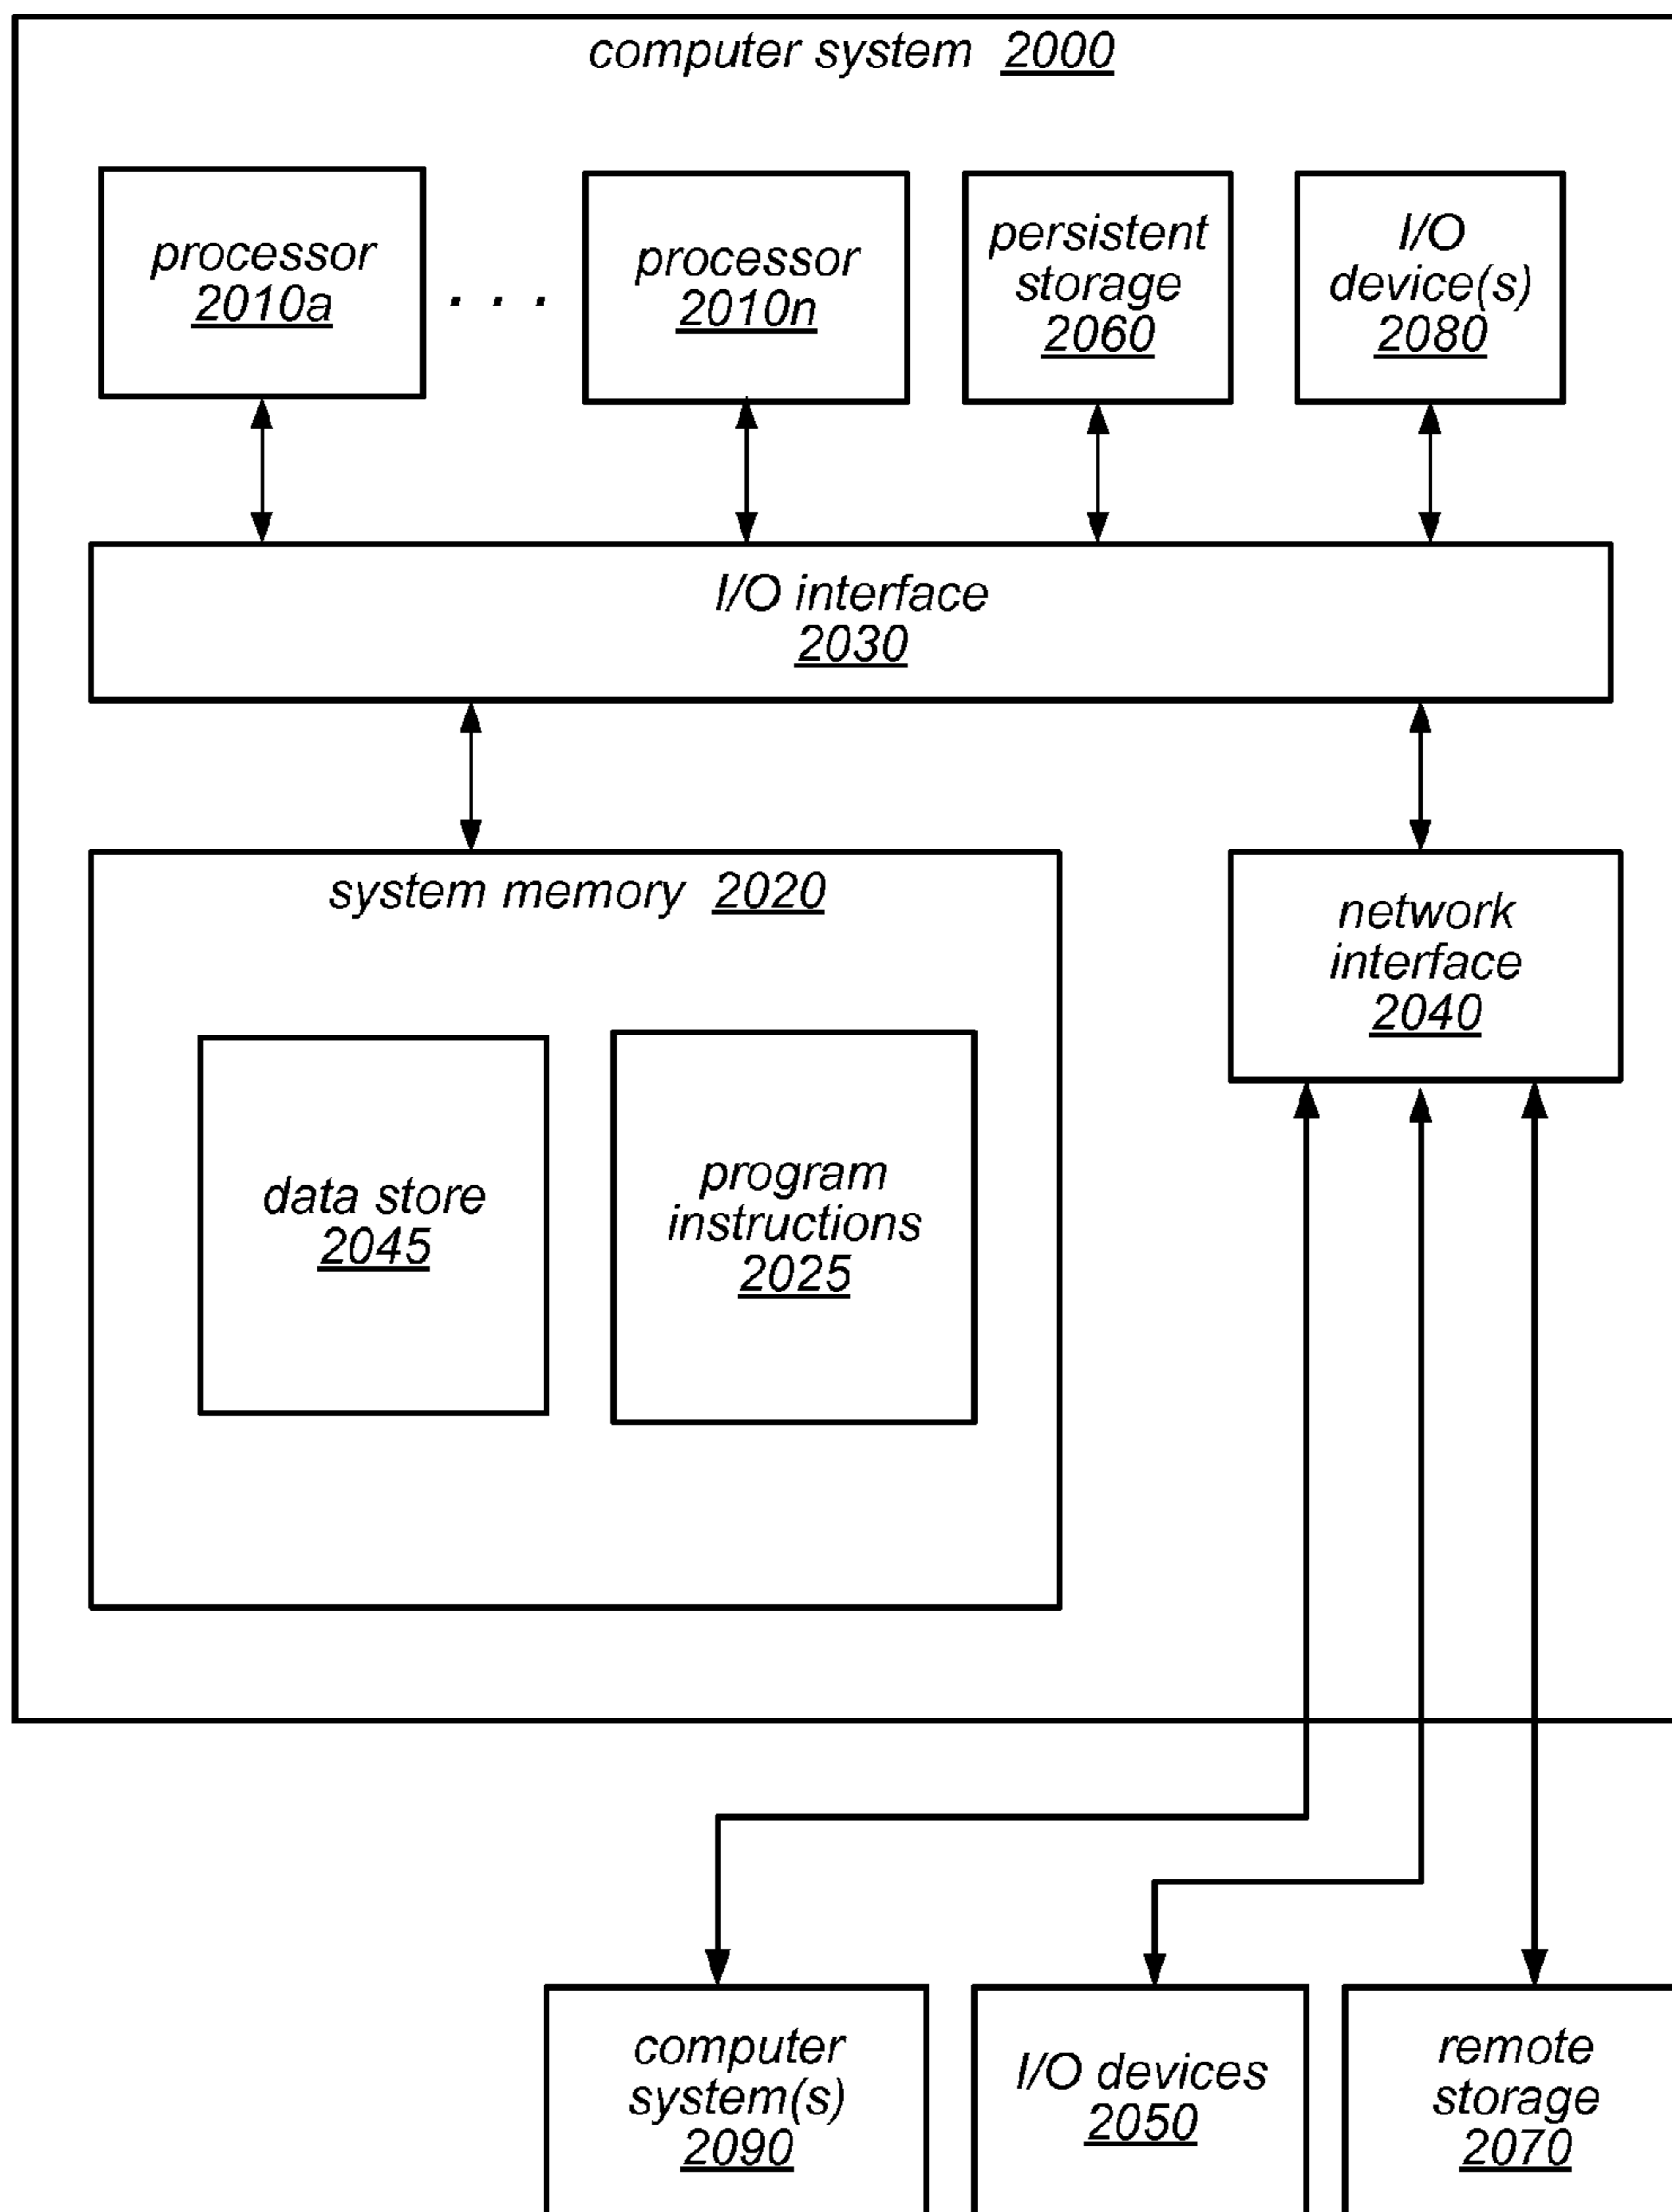 computer system 2000
processor
2010a
. . .
processor
2010n
persistent
storage
2060
I/O
device(s)
2080
I/O interface
2030
system memory 2020
network
interface
2040
data store
2045
program
instructions
2025
computer
system(s)
2090
I/O devices
2050
remote
storage
2070